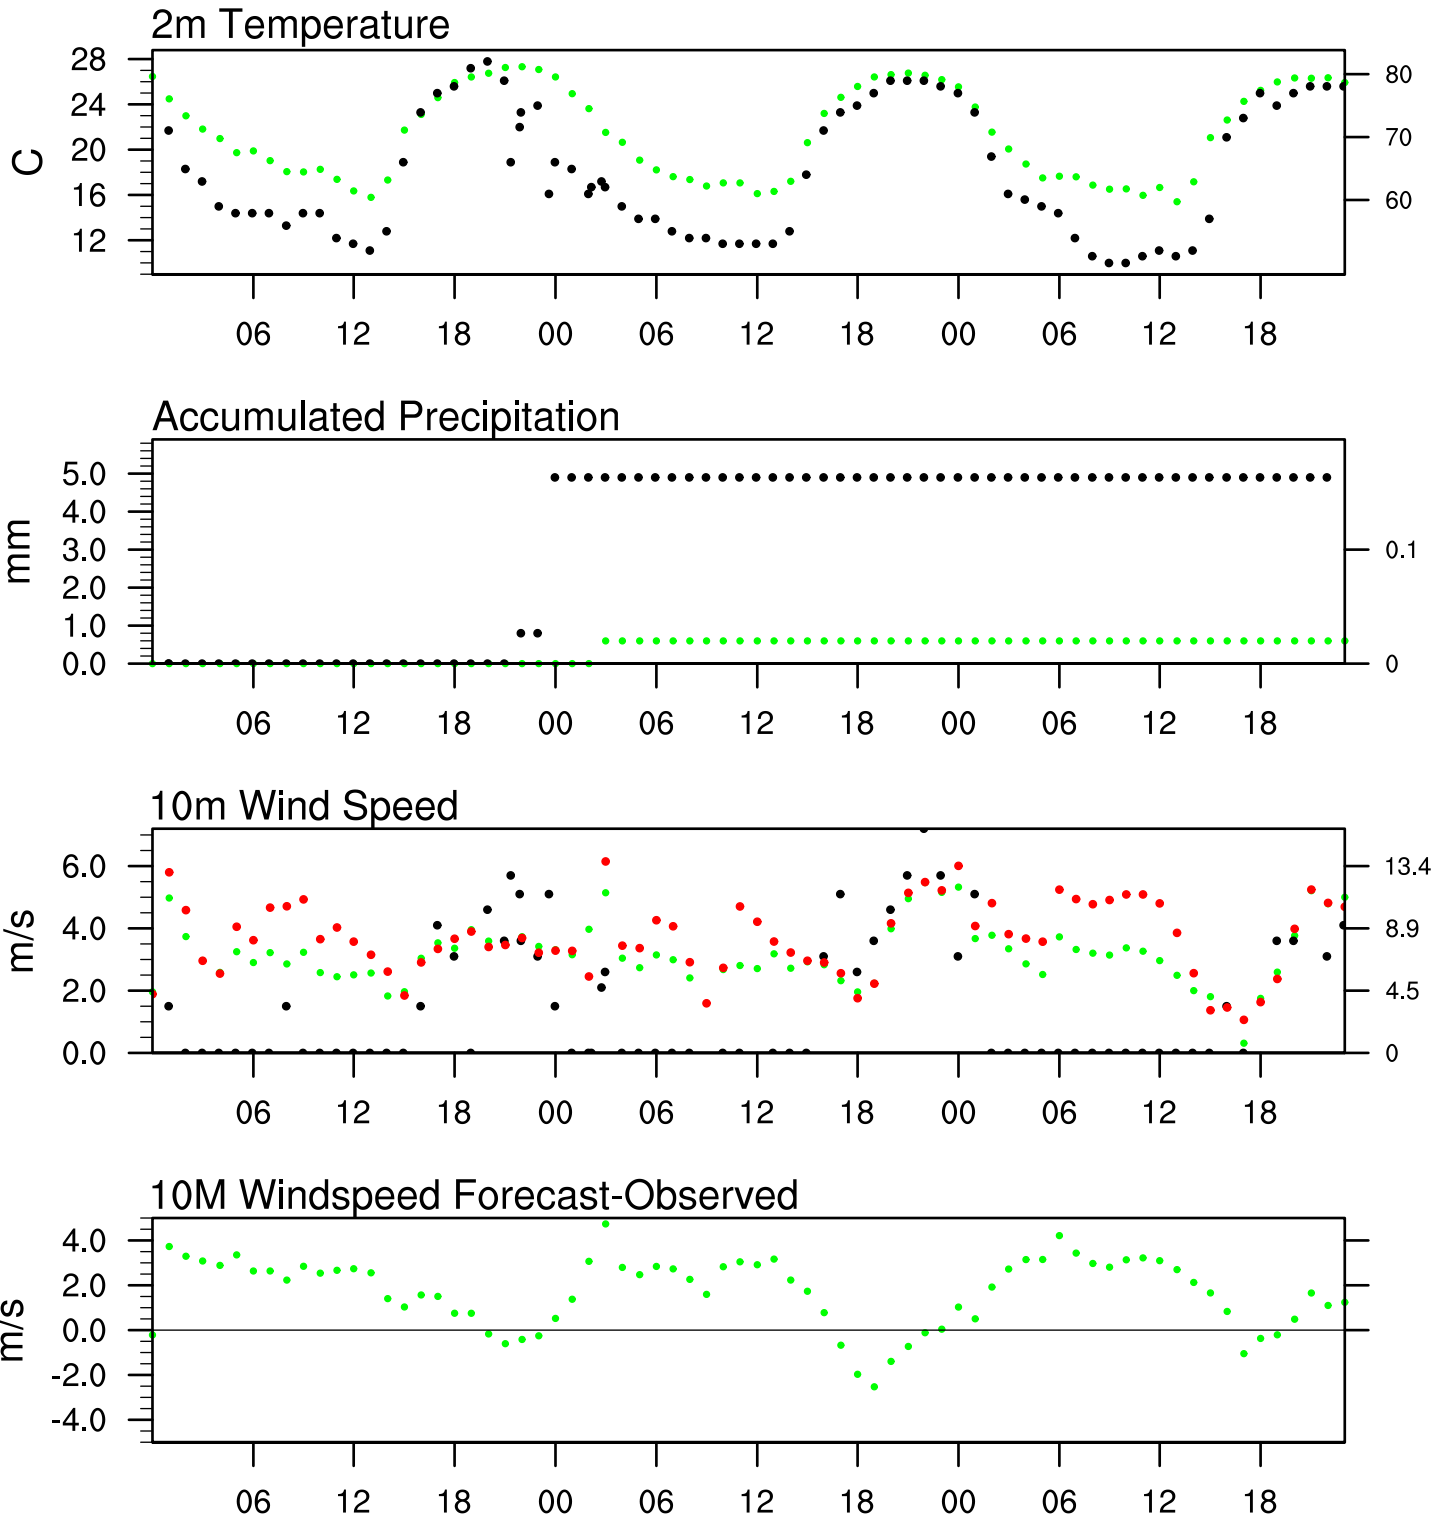 2m Temperature
28
24
20
16
12
C
80
70
60
06 12 18 00 06 12 18 00 06 12 18
Accumulated Precipitation
5.0
4.0
3.0
2.0
1.0
0.0
mm
0.1
0
06 12 18 00 06 12 18 00 06 12 18
10m Wind Speed
6.0
4.0
2.0
0.0
m/s
13.4
8.9
4.5
0
06 12 18 00 06 12 18 00 06 12 18
10M Windspeed Forecast-Observed
4.0
2.0
0.0
-2.0
-4.0
m/s
06 12 18 00 06 12 18 00 06 12 18